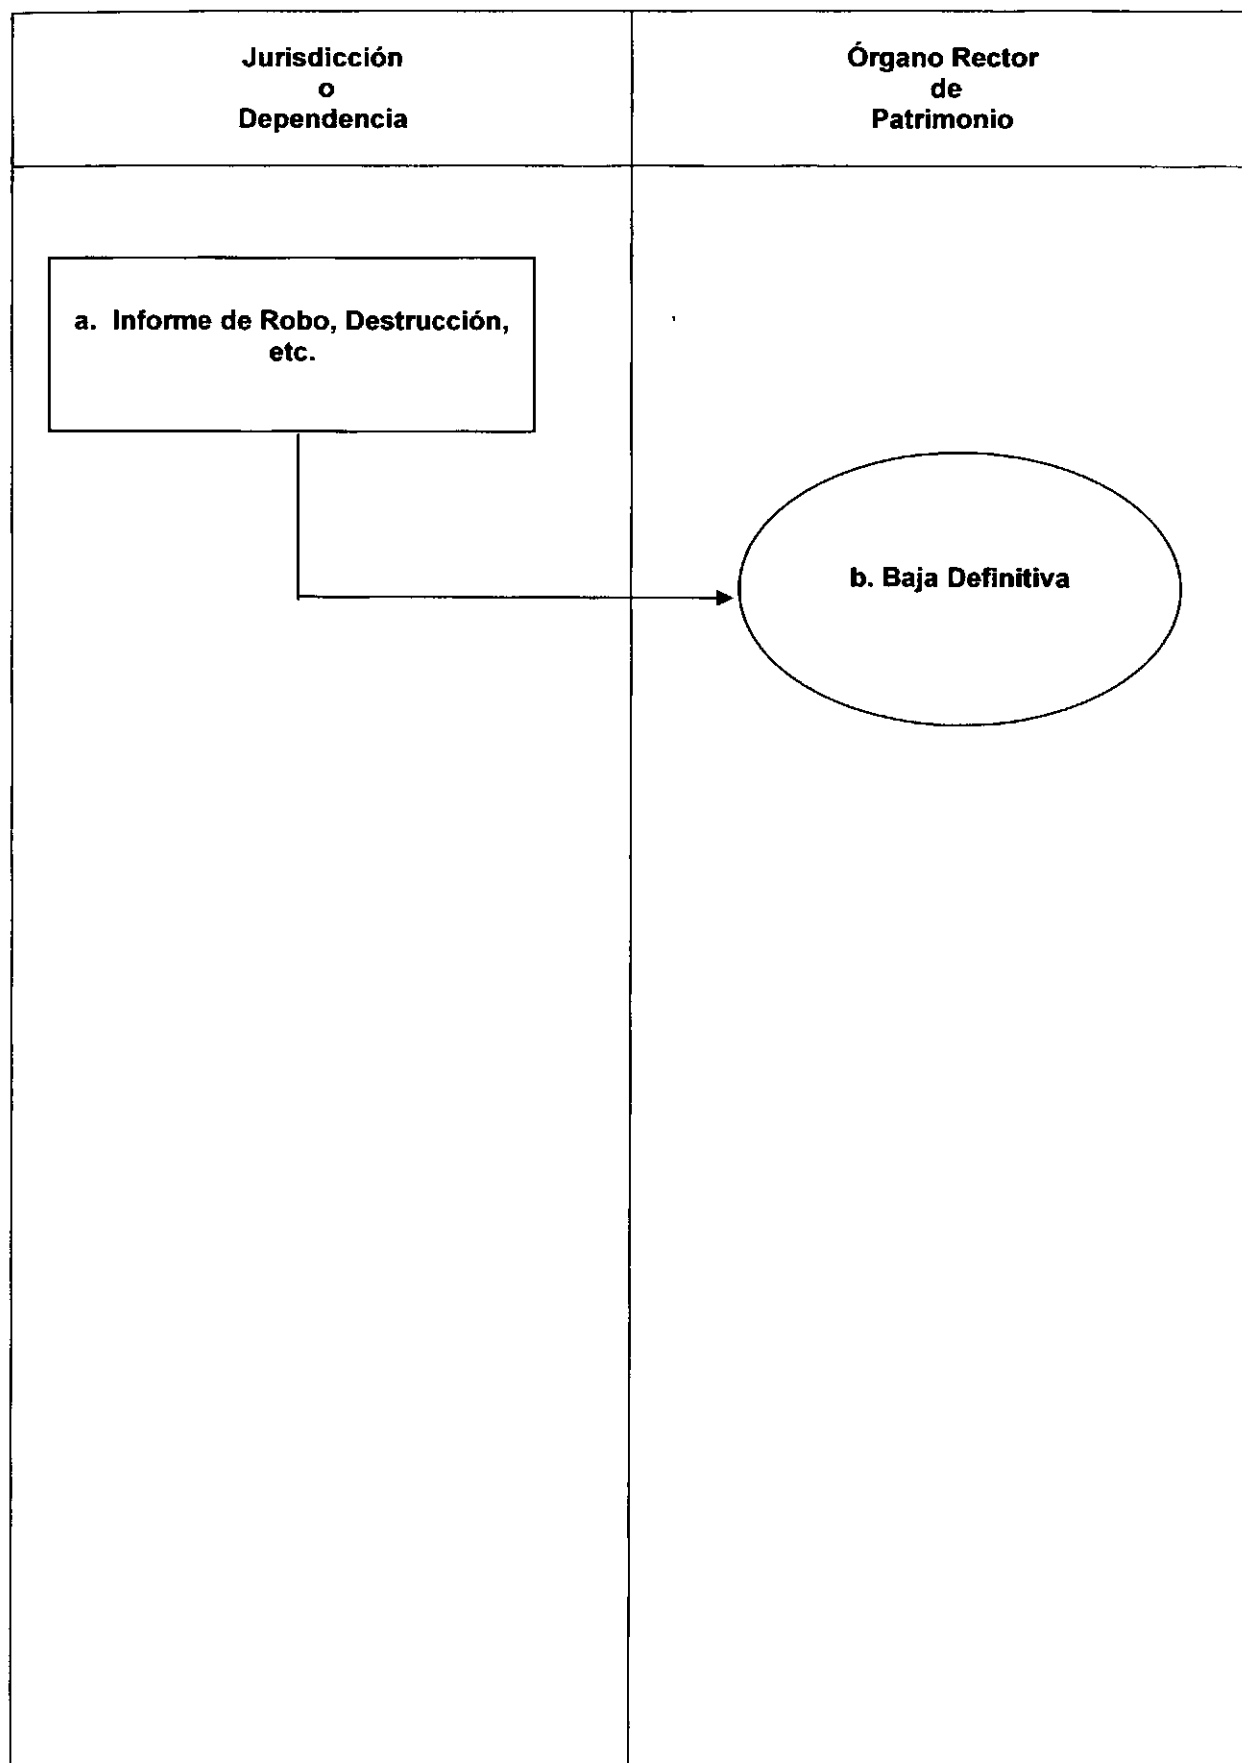 Jurisdicción
o
Dependencia
Órgano Rector
de
Patrimonio
a. Informe de Robo, Destrucción,
etc.
b. Baja Definitiva